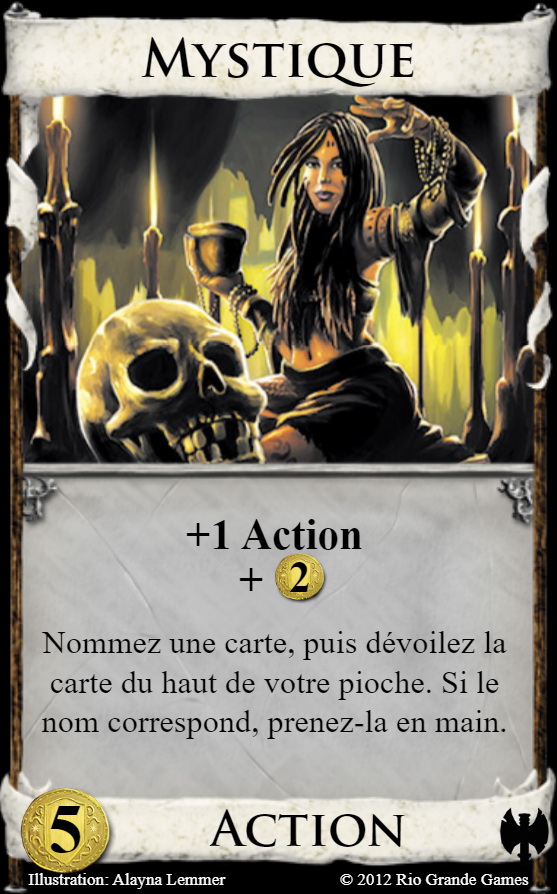 Mystique
+1 Action
+ 2
Nommez une carte, puis dévoilez la
carte du haut de votre pioche. Si le
nom correspond, prenez-la en main.
5
Action
Illustration: Alayna Lemmer © 2012 Rio Grande Games